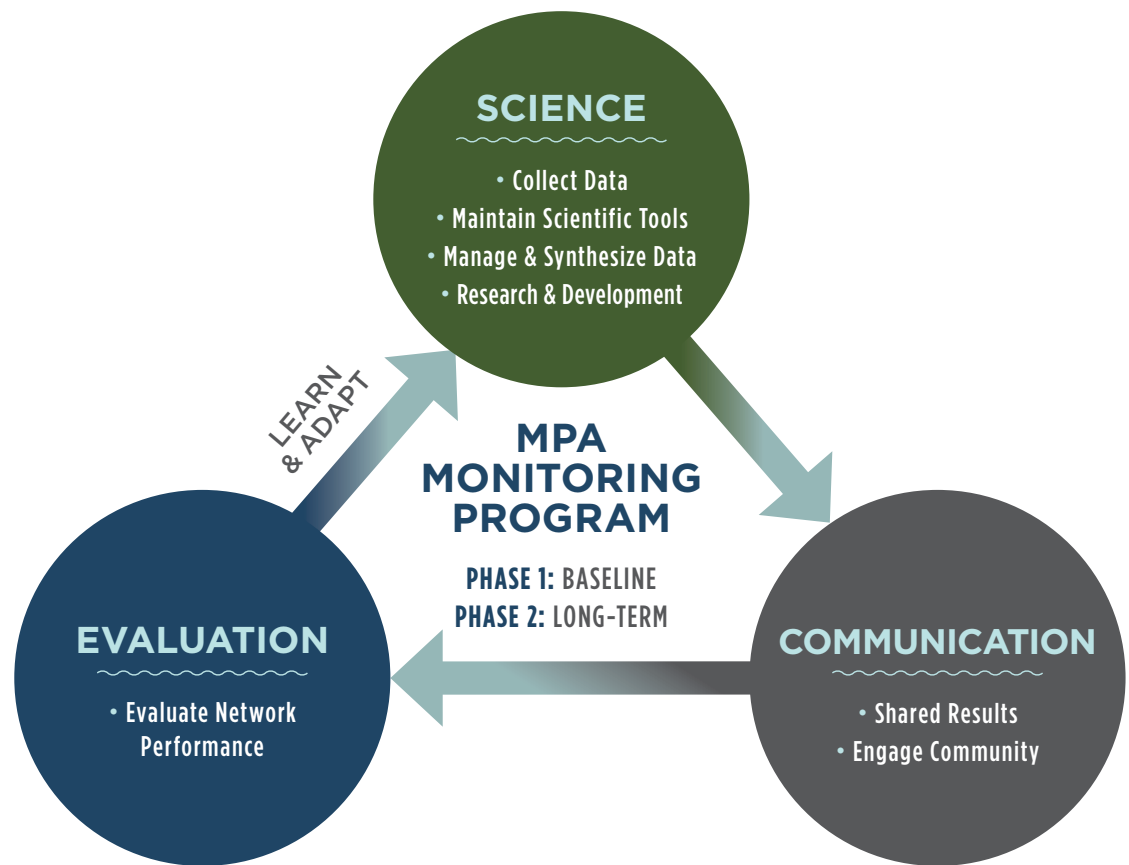 SCIENCE
• Collect Data
• Maintain Scientific Tools
• Manage & Synthesize Data
• Research & Development
LEARN
& ADAPT
MPA
MONITORING
PROGRAM
PHASE 1: BASELINE
PHASE 2: LONG-TERM
EVALUATION
• Evaluate Network
Performance
COMMUNICATION
• Shared Results
• Engage Community